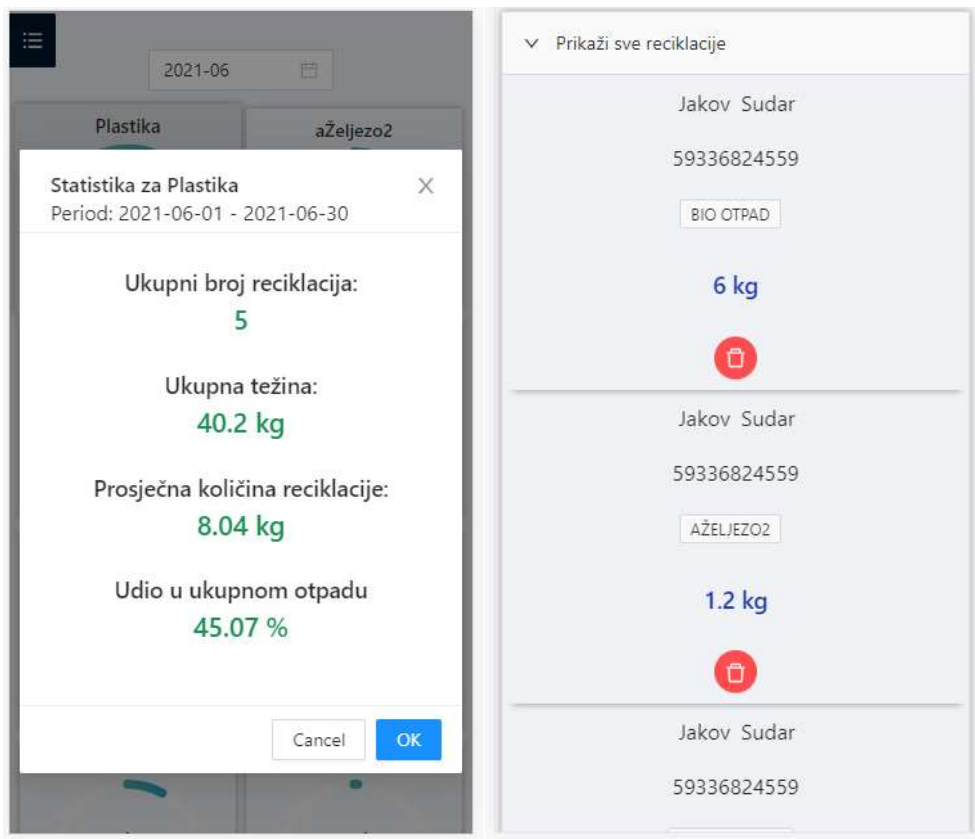 2021-06
Plastika
aŽeljezo2
Statistika za Plastika
Period: 2021-06-01 - 2021-06-30
Ukupni broj reciklacija:
5
Ukupna težina:
40.2 kg
Prosječna količina reciklacije:
8.04 kg
Udio u ukupnom otpadu
45.07 %
Cancel
OK
Prikaži sve reciklacije
Jakov Sudar
59336824559
BIO OTPAD
6 kg
Jakov Sudar
59336824559
AŽELJEZO2
1.2 kg
Jakov Sudar
59336824559